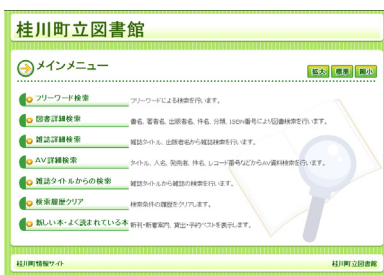 桂川町立図書館
メインメニュー
拡大 標準 縮小
フリーワード検索 フリーワードによる検索を行います。
図書詳細検索 書名、著者名、出版者名、件名、分類、ISBN番号により図書検索を行います。
雑誌詳細検索 雑誌タイトル、出版者名から雑誌検索を行います。
AV詳細検索 タイトル、人名、発売者、件名、レコード番号などからAV資料検索を行います。
雑誌タイトルからの検索 雑誌タイトルから雑誌の検索を行います。
検索履歴クリア 検索条件の履歴をクリアします。
新しい本・よく読まれている本 新刊・新着案内、貸出・予約ベストを表示します。
桂川町情報サイト 桂川町立図書館